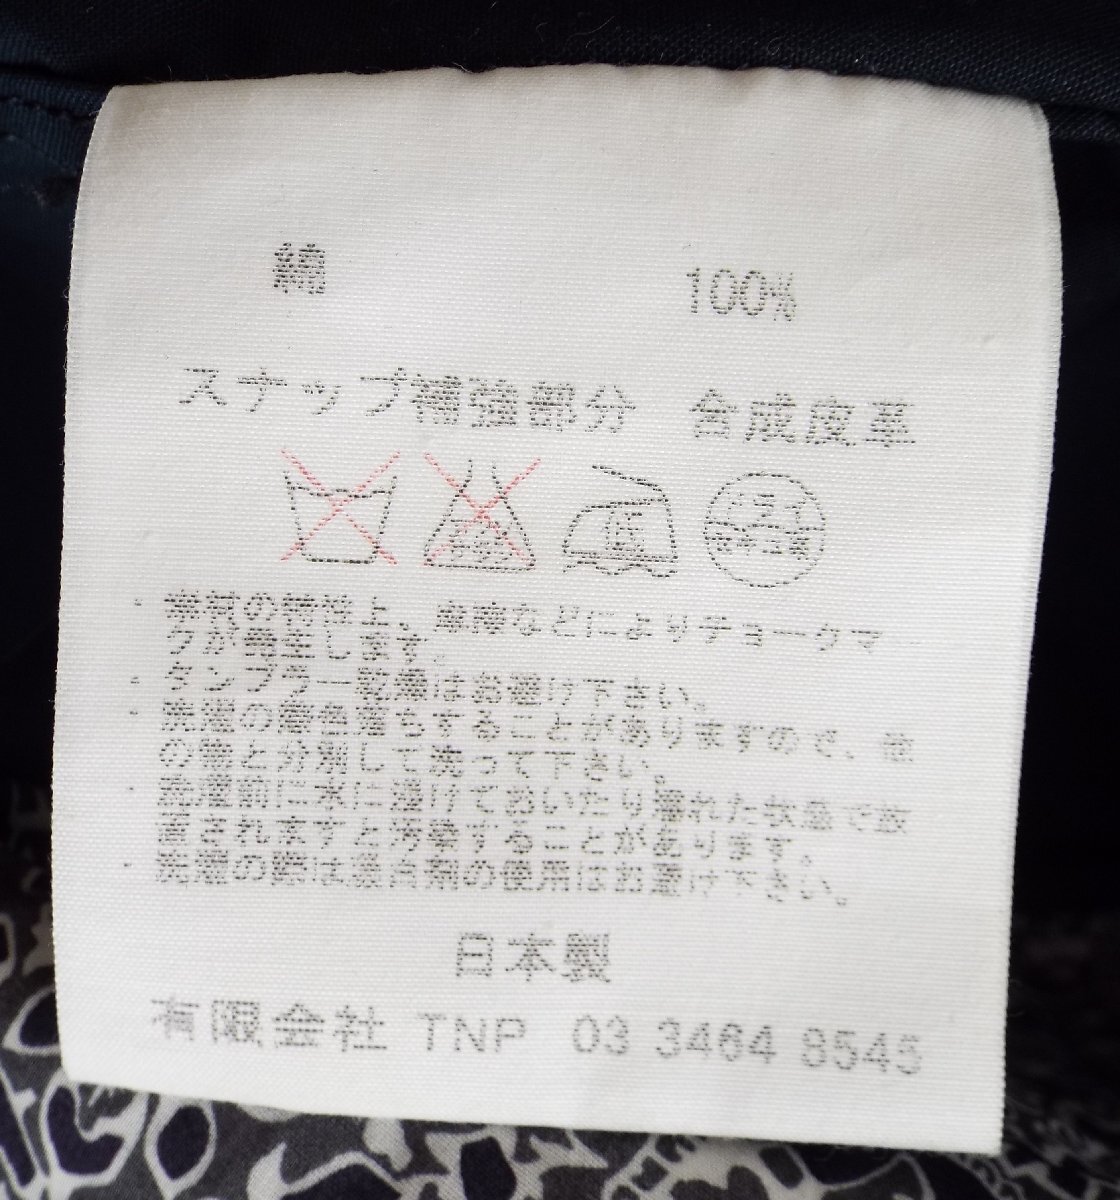 綿 100%
スナップ補強部分 合成皮革
ドライ
・素材の特性上、摩擦などによりチョークマ
クが発生します。
・タンブラー乾燥はお避け下さい。
・洗濯の際色落ちすることがありますので、他
の物と分別して洗って下さい。
・洗濯前に水に浸けておいたり濡れた状態で放
置されますと汚染することがあります。
・洗濯の際は漂白剤の使用はお避け下さい。
日本製
有限会社 TNP 03 3464 8545